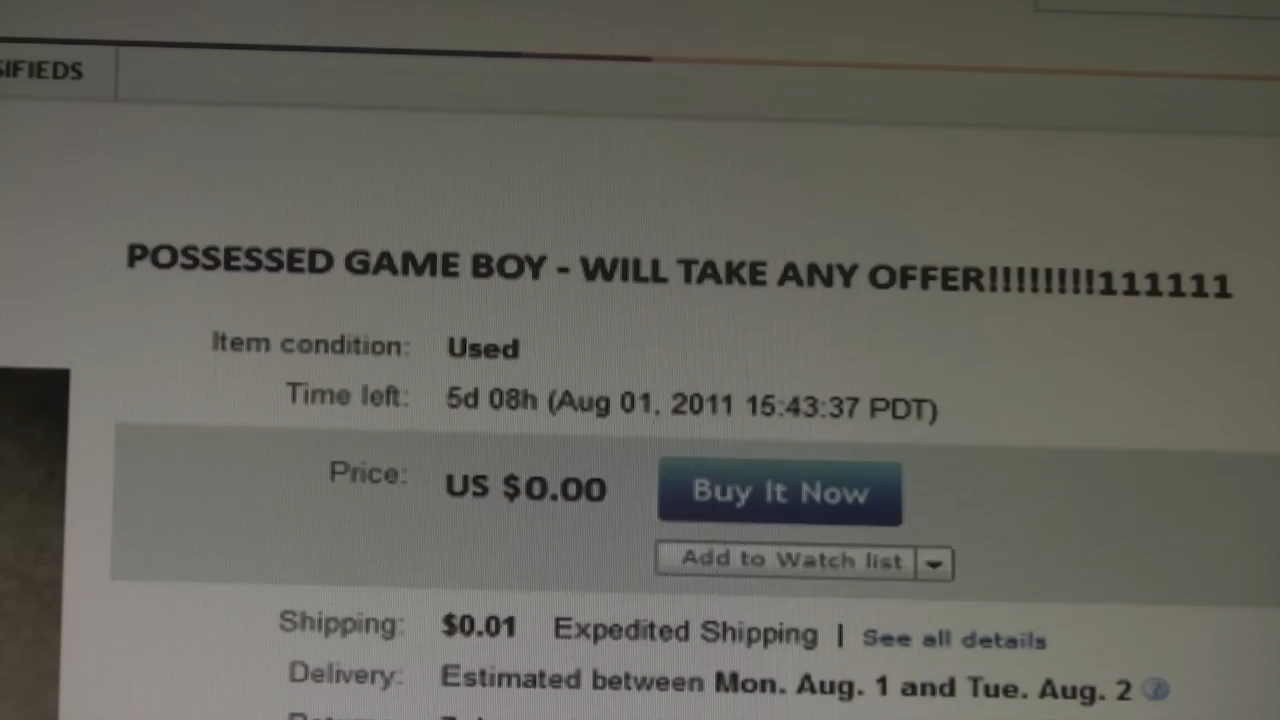 SIFIEDS
POSSESSED GAME BOY - WILL TAKE ANY OFFER!!!!!!!!!111111
Item condition: Used
Time left: 5d 08h (Aug 01, 2011 15:43:37 PDT)
Price: US $0.00 Buy It Now
Add to Watch list
Shipping: $0.01 Expedited Shipping | See all details
Delivery: Estimated between Mon. Aug. 1 and Tue. Aug. 2